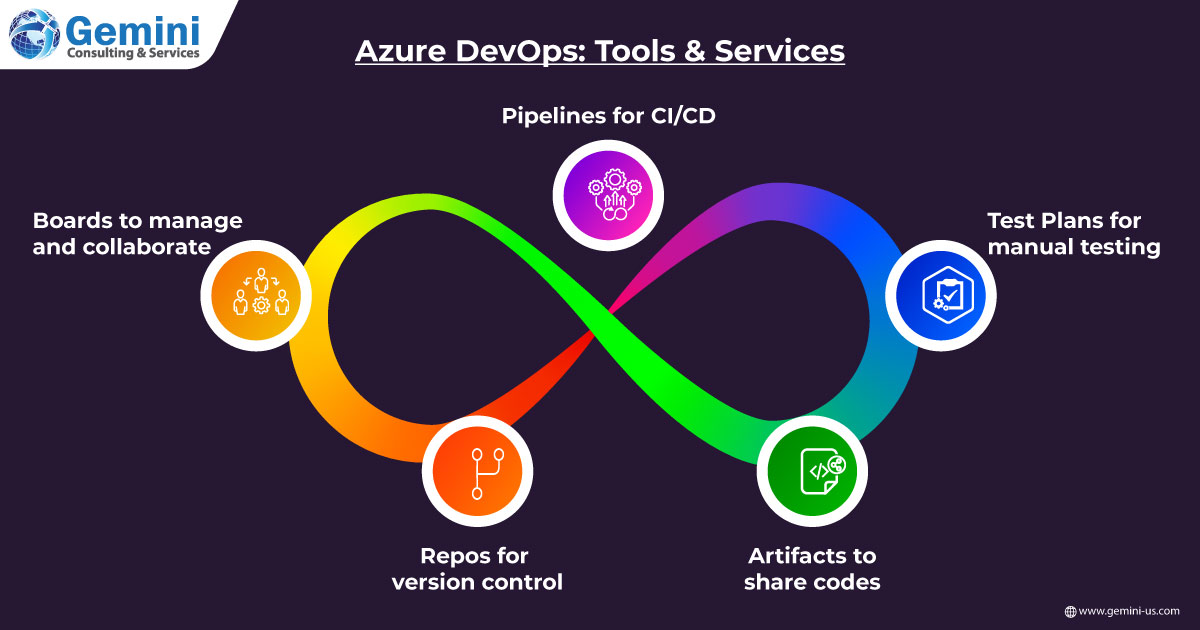 Gemini
Consulting & Services
Azure DevOps: Tools & Services
Pipelines for CI/CD
Boards to manage
and collaborate
Test Plans for
manual testing
</>
Repos for
version control
Artifacts to
share codes
www.gemini-us.com